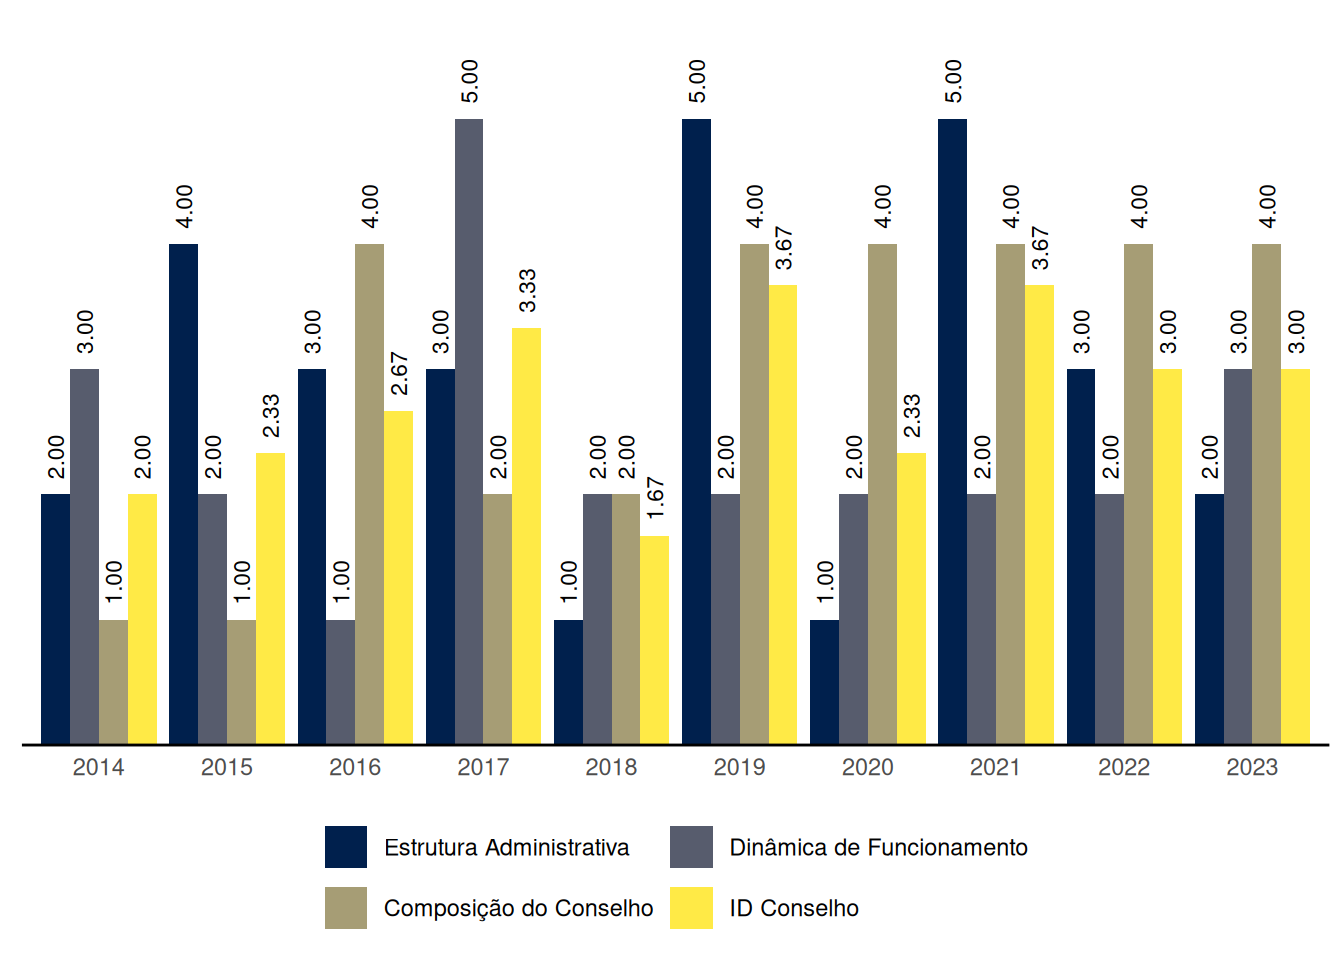 5.00 5.00 5.00
4.00 4.00 4.00 4.00 4.00 4.00 4.00
3.67 3.67
3.00 3.00 3.00 3.33 3.00 3.00 3.00 3.00
2.67
2.00 2.00 2.00 2.33 2.00 2.00 2.00 2.00 2.00 2.33 2.00 2.00 2.00
1.67
1.00 1.00 1.00 1.00 1.00
2014 2015 2016 2017 2018 2019 2020 2021 2022 2023
Estrutura Administrativa Dinâmica de Funcionamento
Composição do Conselho ID Conselho